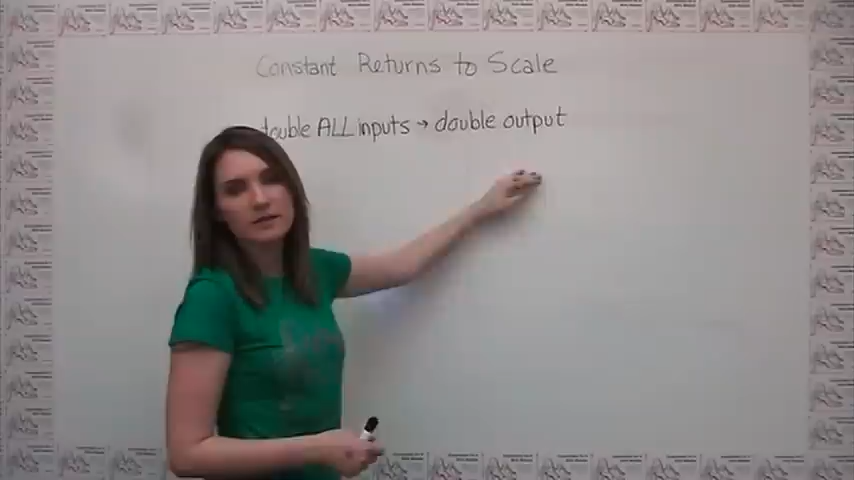 Constant Returns to Scale
double ALL inputs → double output